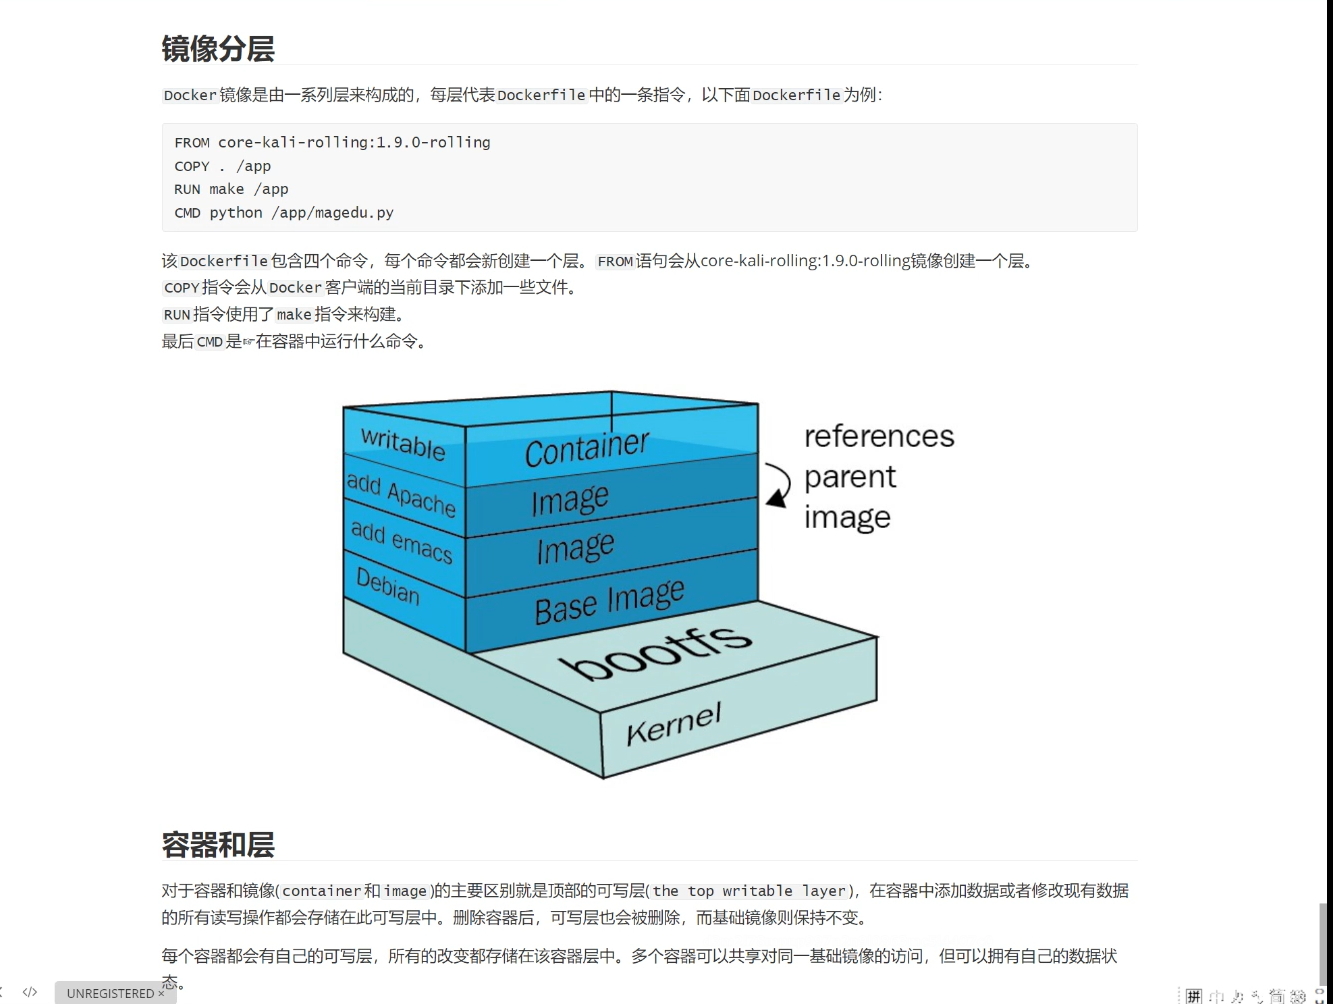 镜像分层
Docker镜像是由一系列层来构成的，每层代表Dockerfile中的一条指令，以下面Dockerfile为例：
FROM core-kali-rolling:1.9.0-rolling
COPY . /app
RUN make /app
CMD python /app/magedu.py
该Dockerfile包含四个命令，每个命令都会新创建一个层。FROM语句会从core-kali-rolling:1.9.0-rolling镜像创建一个层。
COPY指令会从Docker客户端的当前目录下添加一些文件。
RUN指令使用了make指令来构建。
最后CMD是☞在容器中运行什么命令。
writable
Container
add Apache
Image
add emacs
Image
Debian
Base Image
references
parent
image
bootfs
Kernel
容器和层
对于容器和镜像(container和image)的主要区别就是顶部的可写层(the top writable layer)，在容器中添加数据或者修改现有数据
的所有读写操作都会存储在此可写层中。删除容器后，可写层也会被删除，而基础镜像则保持不变。
每个容器都会有自己的可写层，所有的改变都存储在该容器层中。多个容器可以共享对同一基础镜像的访问，但可以拥有自己的数据状
态。
</> UNREGISTERED ×
拼 中 简